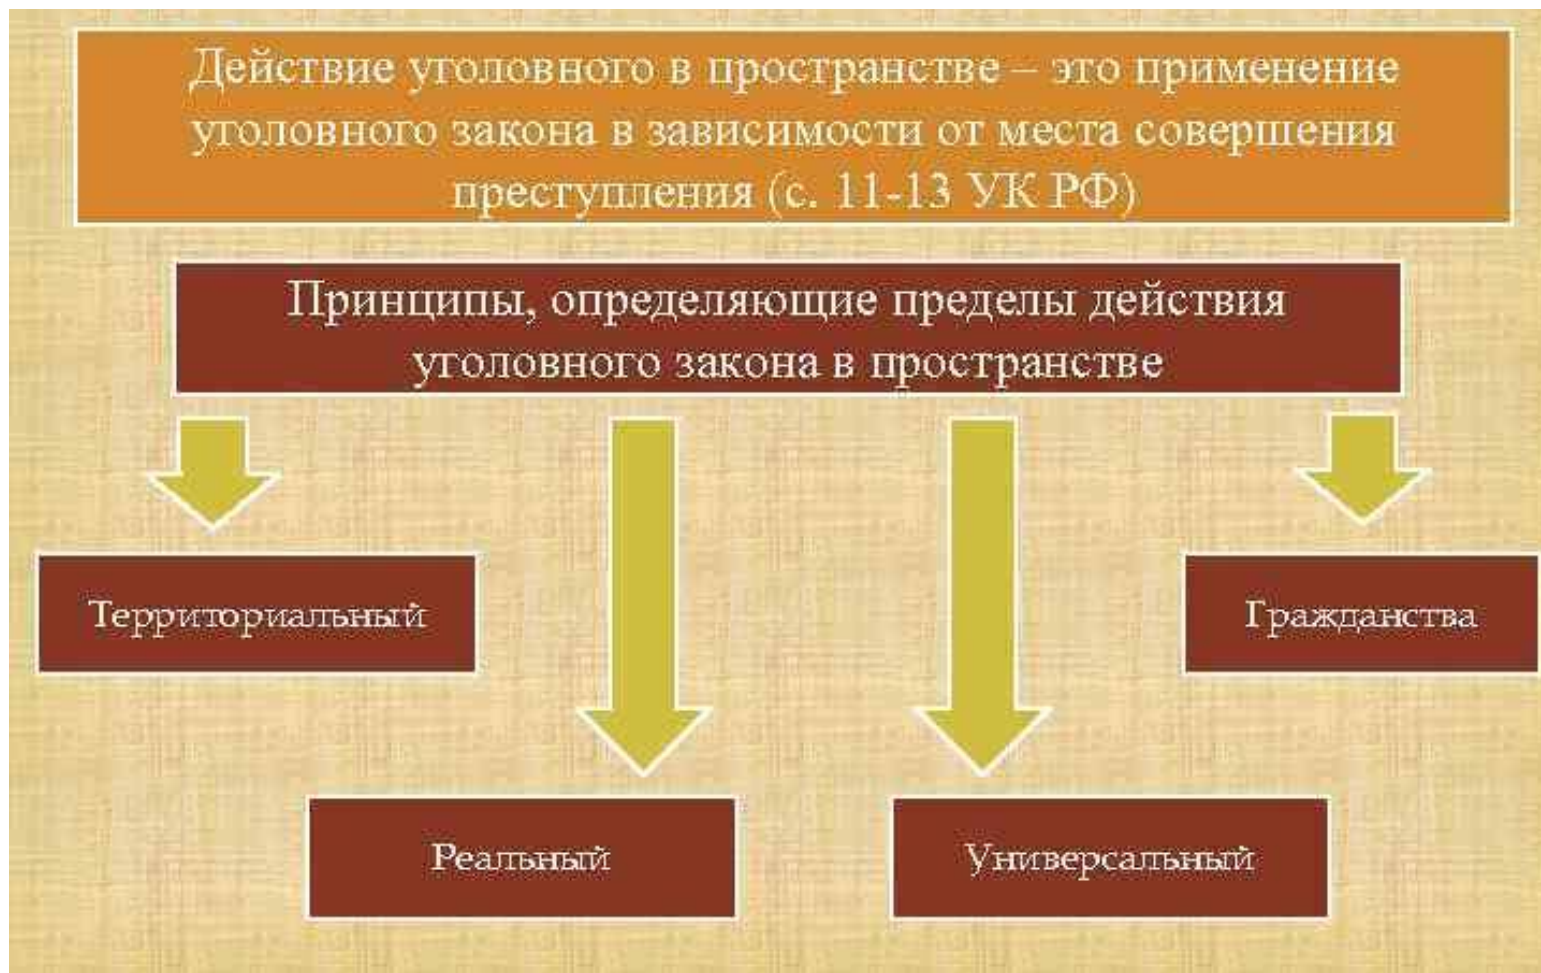 Действие уголовного в пространстве – это применение
уголовного закона в зависимости от места совершения
преступления (с. 11-13 УК РФ)
Принципы, определяющие пределы действия
уголовного закона в пространстве
Территориальный
Гражданства
Реальный
Универсальный